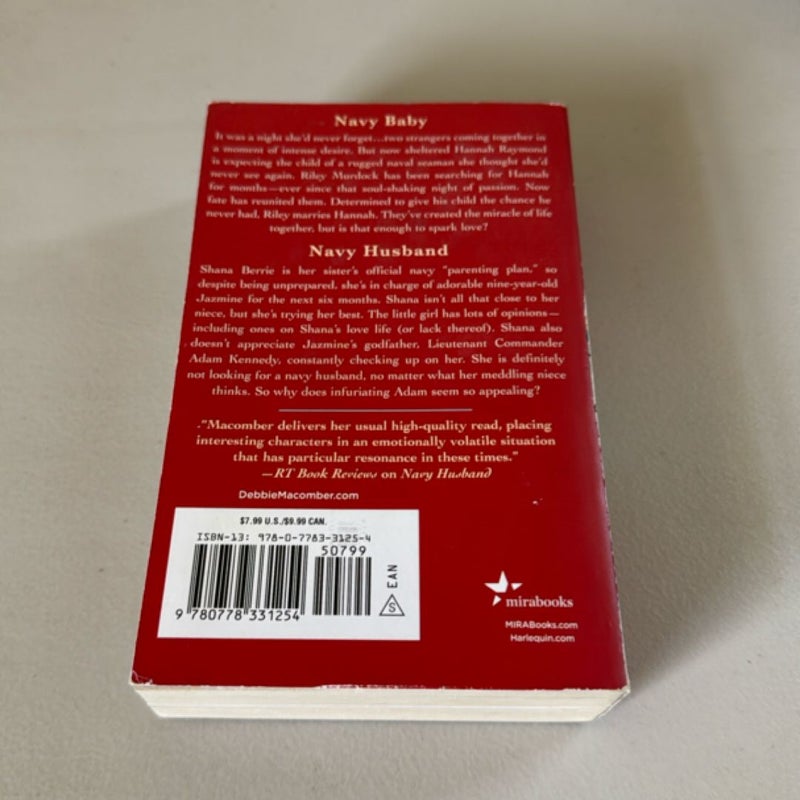 Navy Baby
It was a night she'd never forget...two strangers coming together in
a moment of intense desire. But now sheltered Hannah Raymond
is expecting the child of a rugged naval seaman she thought she'd
never see again. Riley Murdock has been searching for Hannah
for months—ever since that soul-shaking night of passion. Now
fate has reunited them. Determined to give his child the chance he
never had, Riley marries Hannah. They've created the miracle of life
together, but is that enough to spark love?
Navy Husband
Shana Berrie is her sister's official navy "parenting plan," so
despite being unprepared, she's in charge of adorable nine-year-old
Jazmine for the next six months. Shana isn't all that close to her
niece, but she's trying her best. The little girl has lots of opinions—
including ones on Shana's love life (or lack thereof). Shana also
doesn't appreciate Jazmine's godfather, Lieutenant Commander
Adam Kennedy, constantly checking up on her. She is definitely
not looking for a navy husband, no matter what her meddling niece
thinks. So why does infuriating Adam seem so appealing?
"Macomber delivers her usual high-quality read, placing
interesting characters in an emotionally volatile situation
that has particular resonance in these times."
—RT Book Reviews on Navy Husband
DebbieMacomber.com
$7.99 U.S./$9.99 CAN.
ISBN-13: 978-0-7783-3125-4
50799
EAN
S
9 780778 331254
mirabooks
MIRABooks.com
Harlequin.com